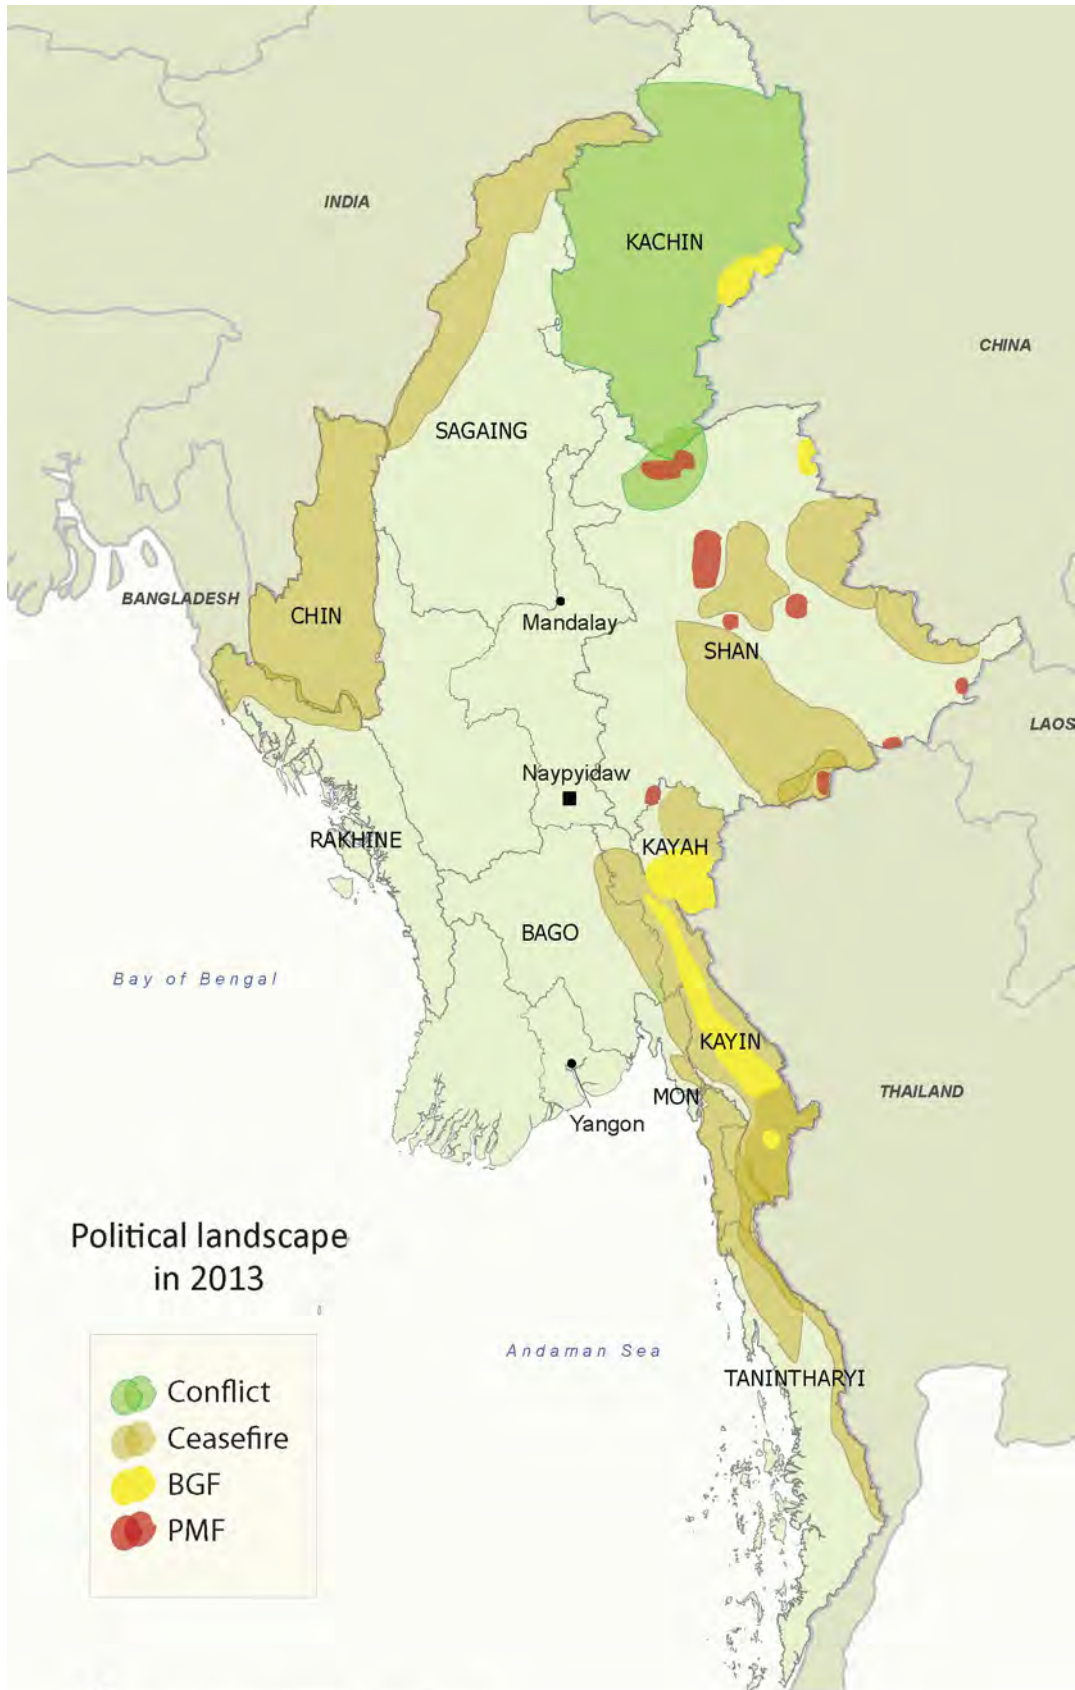 INDIA
KACHIN
CHINA
SAGAING
BANGLADESH
CHIN
Mandalay
SHAN
LAOS
Naypyidaw
RAKHINE
KAYAH
BAGO
Bay of Bengal
KAYIN
THAILAND
MON
Yangon
Political landscape
in 2013
Andaman Sea
TANINTHARYI
Conflict
Ceasefire
BGF
PMF